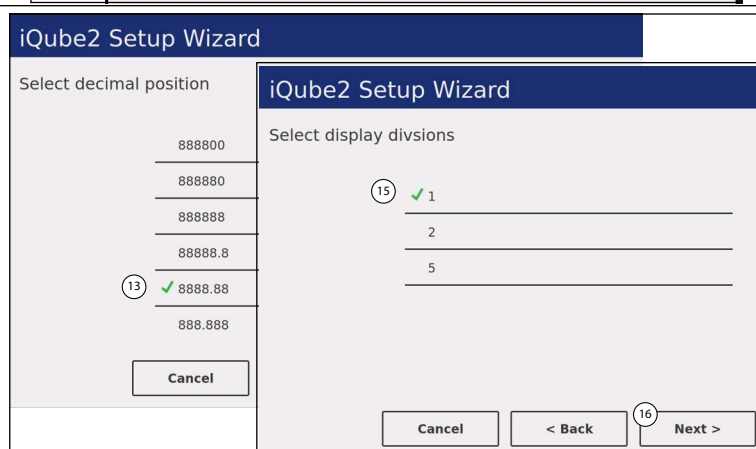 iQube2 Setup Wizard
Select decimal position
888800
888880
888888
88888.8
13 8888.88
888.888
Cancel
iQube2 Setup Wizard
Select display divsions
15 1
2
5
16
Cancel < Back Next >